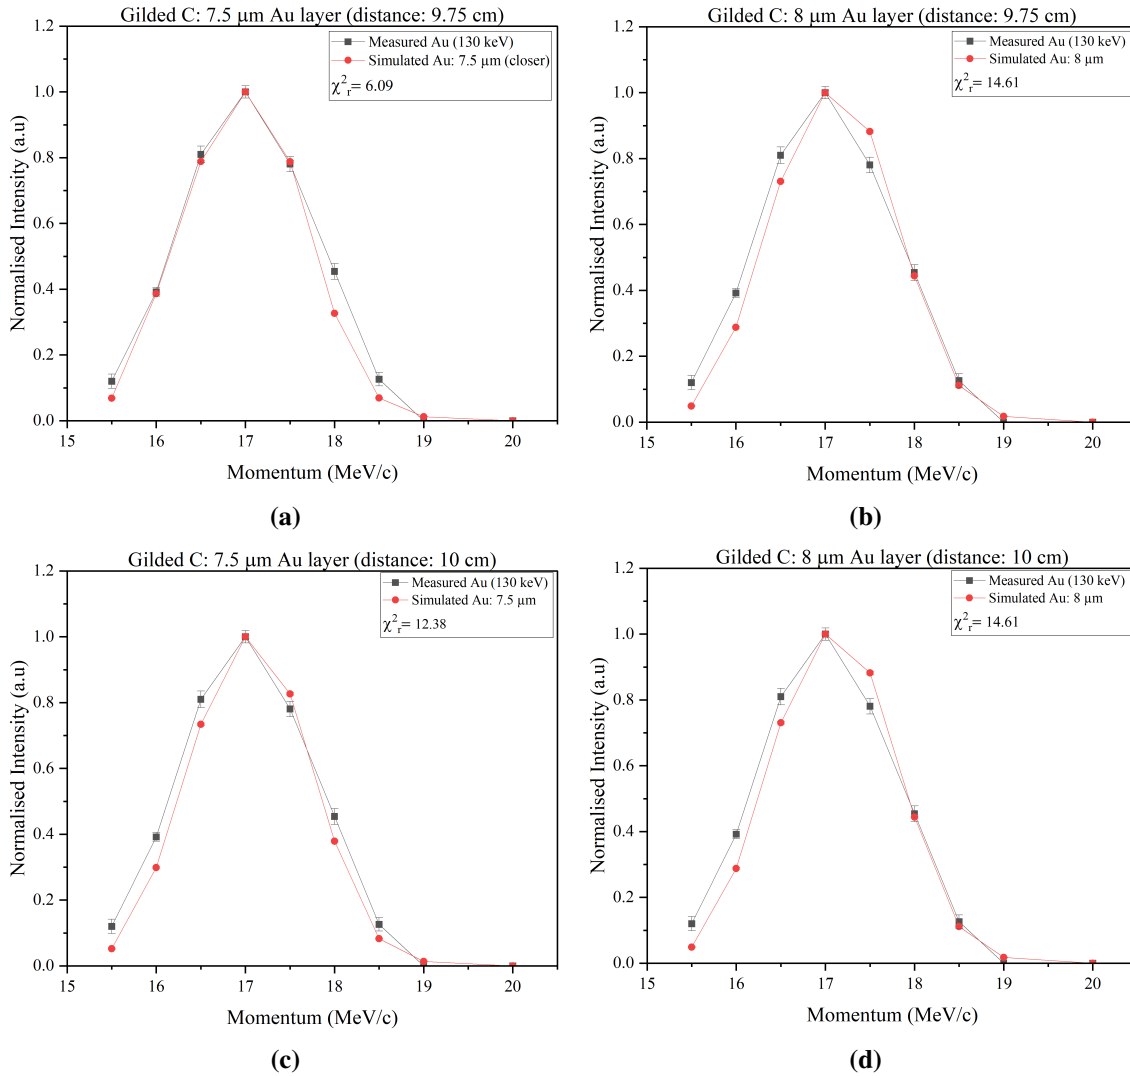 Gilded C: 7.5 µm Au layer (distance: 9.75 cm)
Measured Au (130 keV)
Simulated Au: 7.5 µm (closer)
χ²r= 6.09
Normalised Intensity (a.u)
1.2
1.0
0.8
0.6
0.4
0.2
0.0
15 16 17 18 19 20
Momentum (MeV/c)
(a)
Gilded C: 8 µm Au layer (distance: 9.75 cm)
Measured Au (130 keV)
Simulated Au: 8 µm
χ²r= 14.61
Normalised Intensity (a.u)
1.2
1.0
0.8
0.6
0.4
0.2
0.0
15 16 17 18 19 20
Momentum (MeV/c)
(b)
Gilded C: 7.5 µm Au layer (distance: 10 cm)
Measured Au (130 keV)
Simulated Au: 7.5 µm
χ²r= 12.38
Normalised Intensity (a.u)
1.2
1.0
0.8
0.6
0.4
0.2
0.0
15 16 17 18 19 20
Momentum (MeV/c)
(c)
Gilded C: 8 µm Au layer (distance: 10 cm)
Measured Au (130 keV)
Simulated Au: 8 µm
χ²r= 14.61
Normalised Intensity (a.u)
1.2
1.0
0.8
0.6
0.4
0.2
0.0
15 16 17 18 19 20
Momentum (MeV/c)
(d)